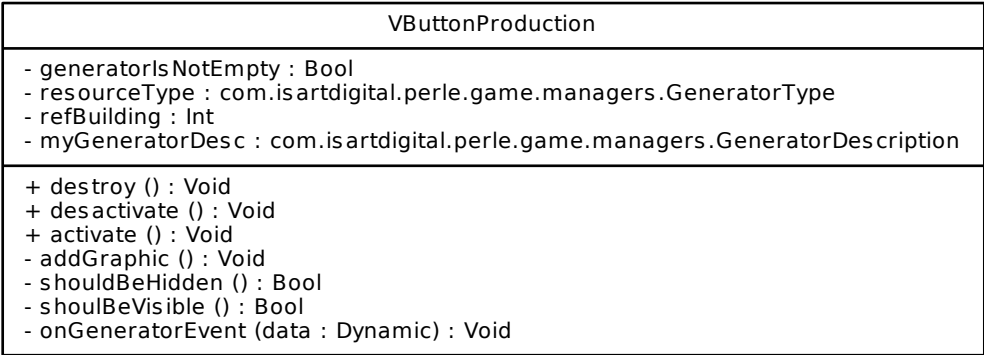 VButtonProduction
- generatorIsNotEmpty : Bool
- resourceType : com.isartdigital.perle.game.managers.GeneratorType
- refBuilding : Int
- myGeneratorDesc : com.isartdigital.perle.game.managers.GeneratorDescription
+ destroy () : Void
+ desactivate () : Void
+ activate () : Void
- addGraphic () : Void
- shouldBeHidden () : Bool
- shoulBeVisible () : Bool
- onGeneratorEvent (data : Dynamic) : Void